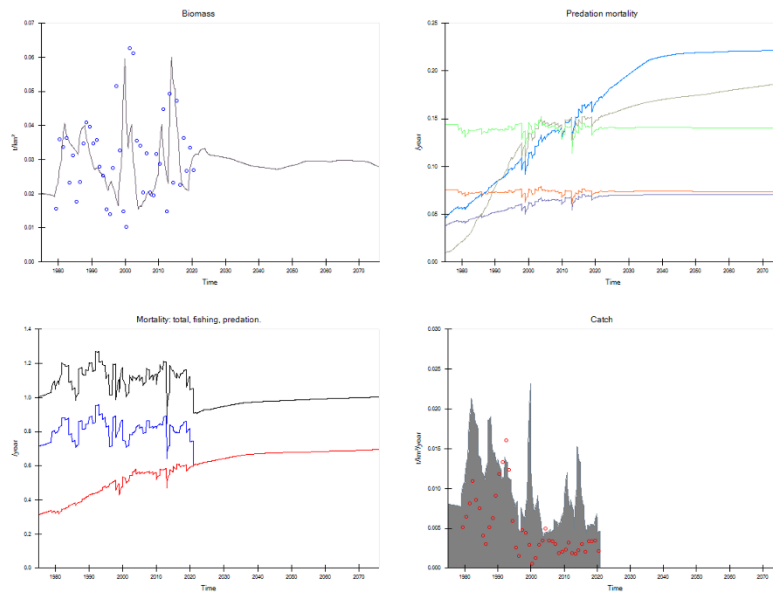 Biomass
0.07
0.06
0.05
0.04
0.03
0.02
0.01
0.00
t/km²
1980 1990 2000 2010 2020 2030 2040 2050 2060 2070
Time
Predation mortality
0.25
0.20
0.15
0.10
0.05
0.00
/year
1980 1990 2000 2010 2020 2030 2040 2050 2060 2070
Time
Mortality: total, fishing, predation.
1.4
1.2
1.0
0.8
0.6
0.4
0.2
0.0
/year
1980 1990 2000 2010 2020 2030 2040 2050 2060 2070
Time
Catch
0.030
0.025
0.020
0.015
0.010
0.005
0.000
t/km²/year
1980 1990 2000 2010 2020 2030 2040 2050 2060 2070
Time